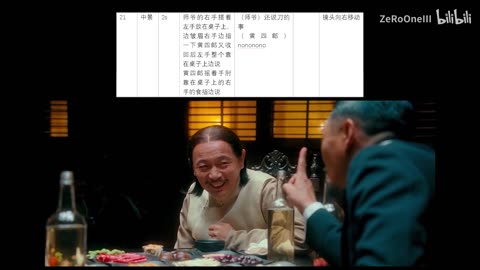 ZeRoOneIII bilibili
21 中景 2s 师爷的右手摸着 (师爷)还说刀的 镜头向右移动
左手放在桌子上, 事
边皱眉右手边指 (黄四郎)
一下黄四郎又收 nononono
回后左手整个靠
在桌子上边说
黄四郎摇着手肘
靠在桌上的右
手的食指边说